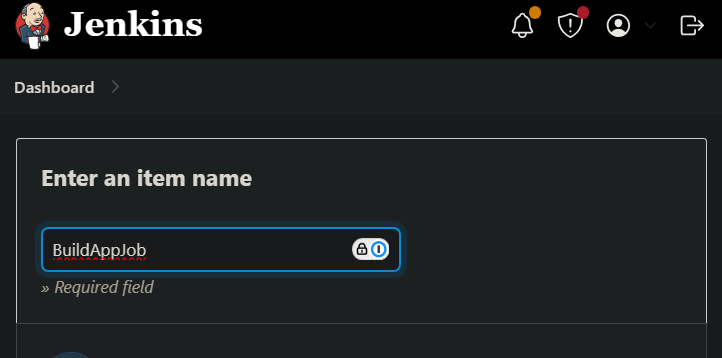 Jenkins
Dashboard
Enter an item name
BuildAppJob
» Required field